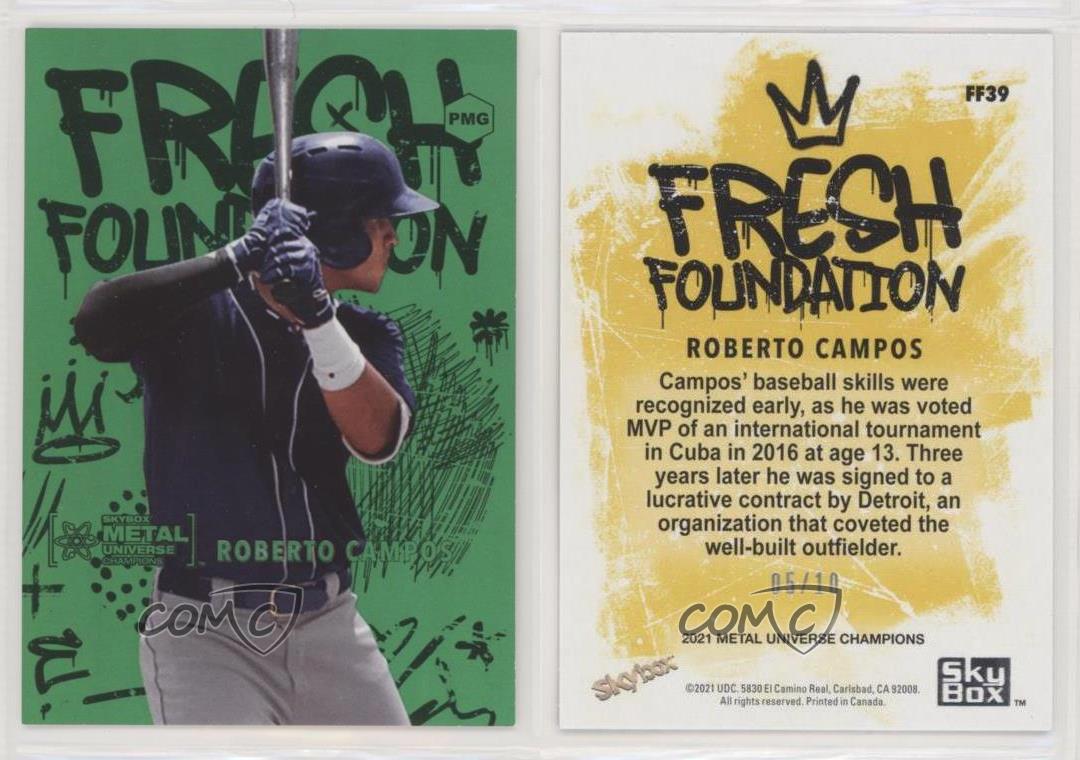 FRESH
PMG
FOUNDATION
SKYBOX
METAL
UNIVERSE
CHAMPIONS
ROBERTO CAMPOS
COMC
FF39
FRESH
FOUNDATION
ROBERTO CAMPOS
Campos' baseball skills were
recognized early, as he was voted
MVP of an international tournament
in Cuba in 2016 at age 13. Three
years later he was signed to a
lucrative contract by Detroit, an
organization that coveted the
well-built outfielder.
05/10
COMC
2021 METAL UNIVERSE CHAMPIONS
Skybox
SkyBox™
©2021 UDC. 5830 El Camino Real, Carlsbad, CA 92008.
All rights reserved. Printed in Canada.